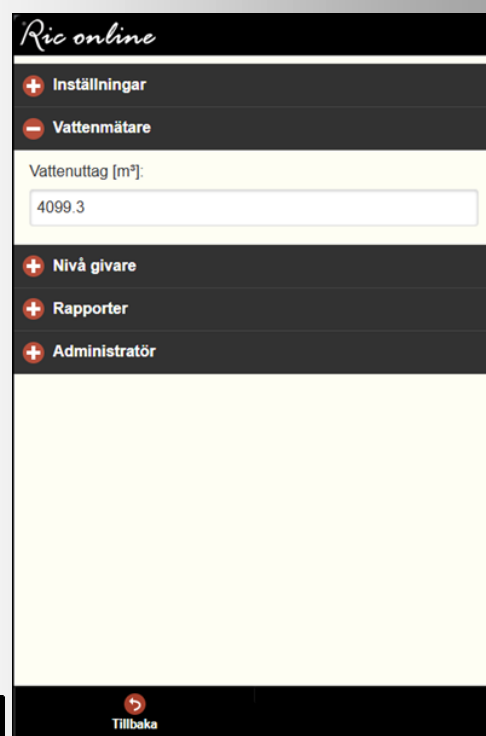 Ric online
Inställningar
Vattenmätare
Vattenuttag [m³]:
4099.3
Nivå givare
Rapporter
Administratör
Tillbaka